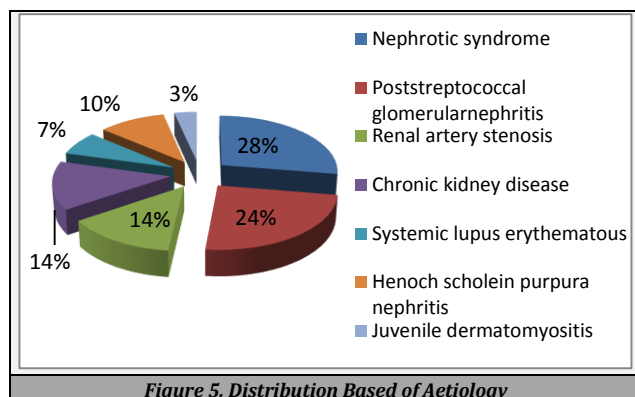 28%
24%
14%
14%
7%
10%
3%
Nephrotic syndrome
Poststreptococcal
glomerularnephritis
Renal artery stenosis
Chronic kidney disease
Systemic lupus erythematous
Henoch scholein purpura
nephritis
Juvenile dermatomyositis
Figure 5. Distribution Based of Aetiology